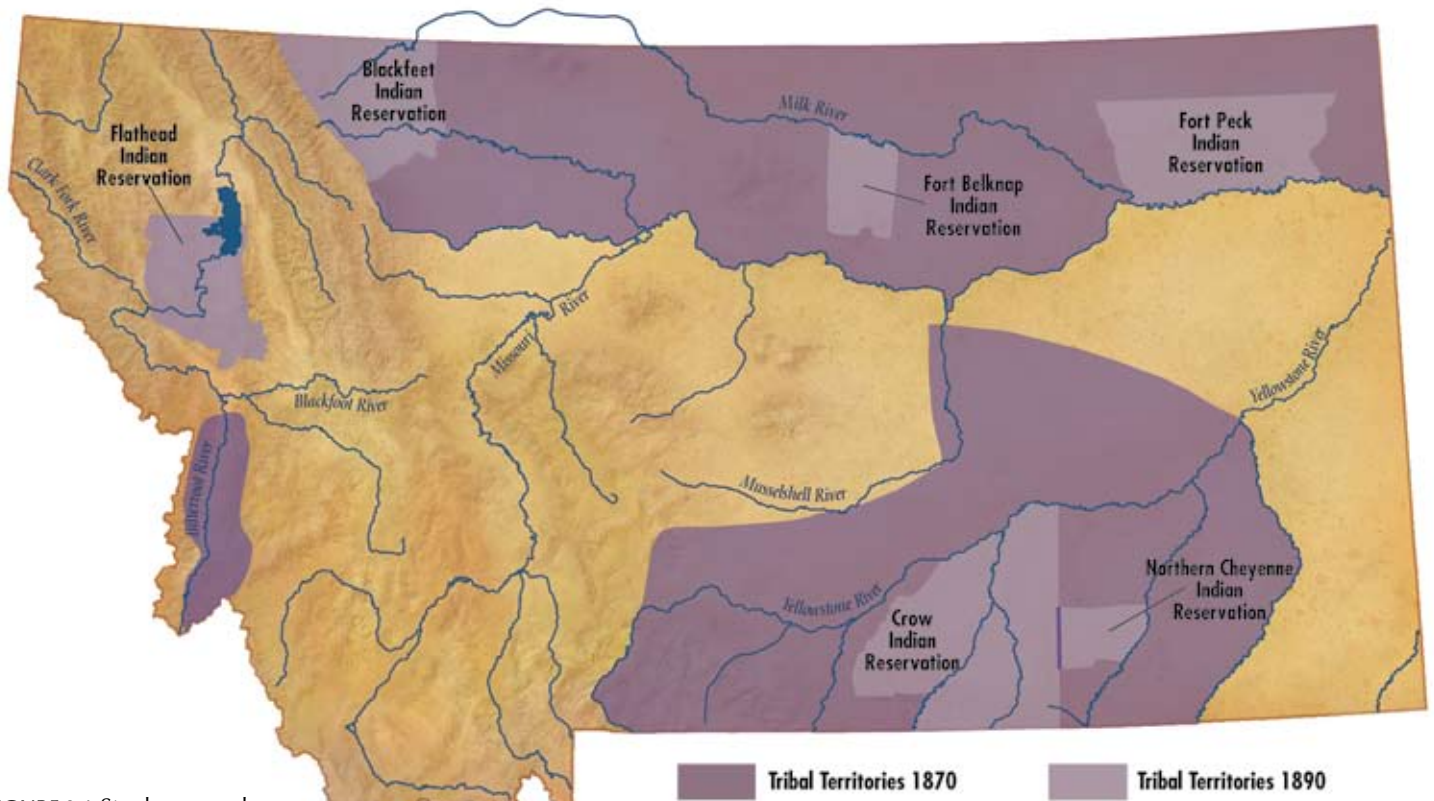 Blackfeet
Indian
Reservation
Milk River
Fort Peck
Indian
Reservation
Flathead
Indian
Reservation
Clark Fork River
Fort Belknap
Indian
Reservation
Missouri River
Yellowstone River
Blackfoot River
Bitterroot River
Musselshell River
Northern Cheyenne
Indian
Reservation
Yellowstone River
Crow
Indian
Reservation
Tribal Territories 1870
Tribal Territories 1890